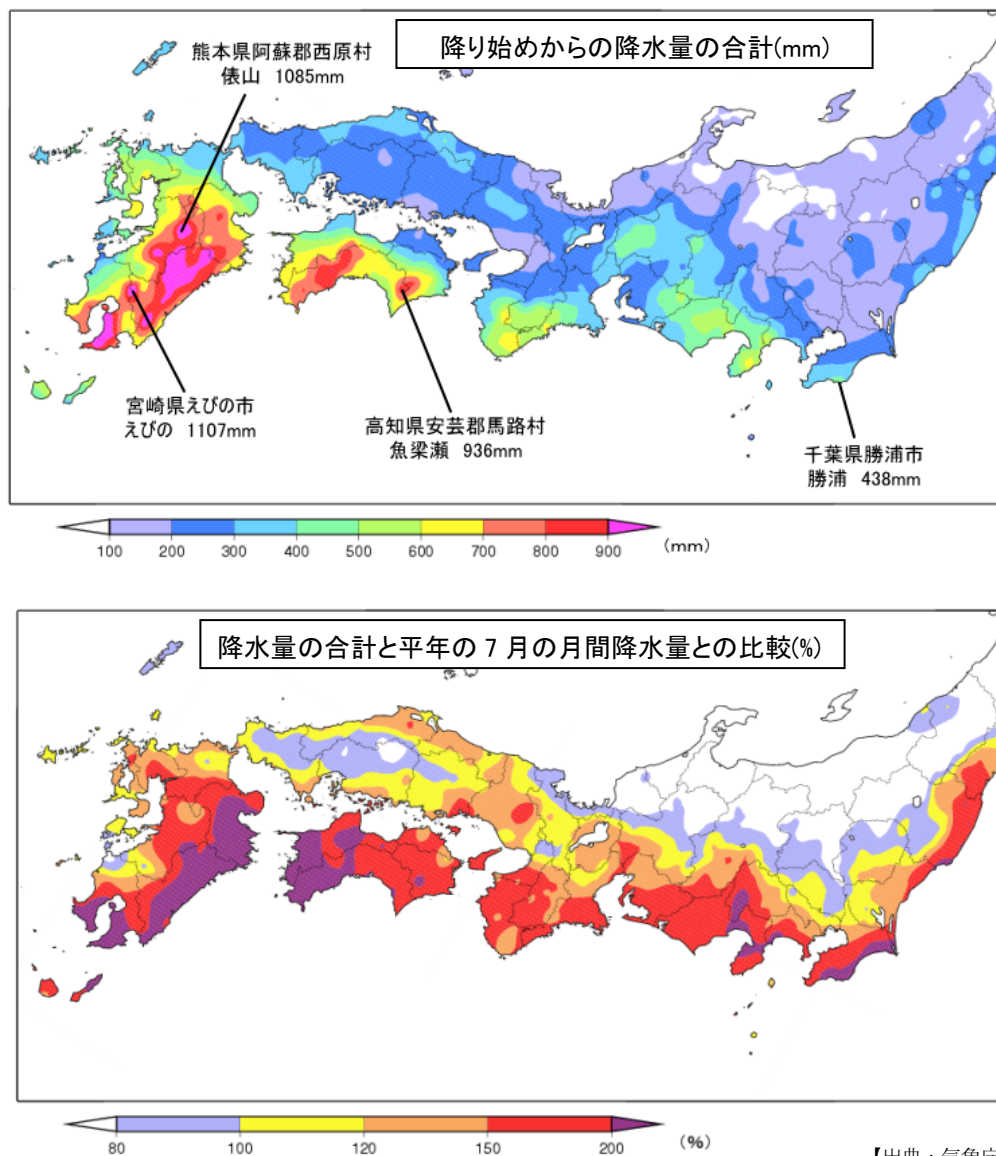 降り始めからの降水量の合計(mm)
熊本県阿蘇郡西原村
俵山 1085mm
宮崎県えびの市
えびの 1107mm
高知県安芸郡馬路村
魚梁瀬 936mm
千葉県勝浦市
勝浦 438mm
100 200 300 400 500 600 700 800 900 (mm)
降水量の合計と平年の7月の月間降水量との比較(%)
80 100 120 150 200 (%)
【出典:気象庁